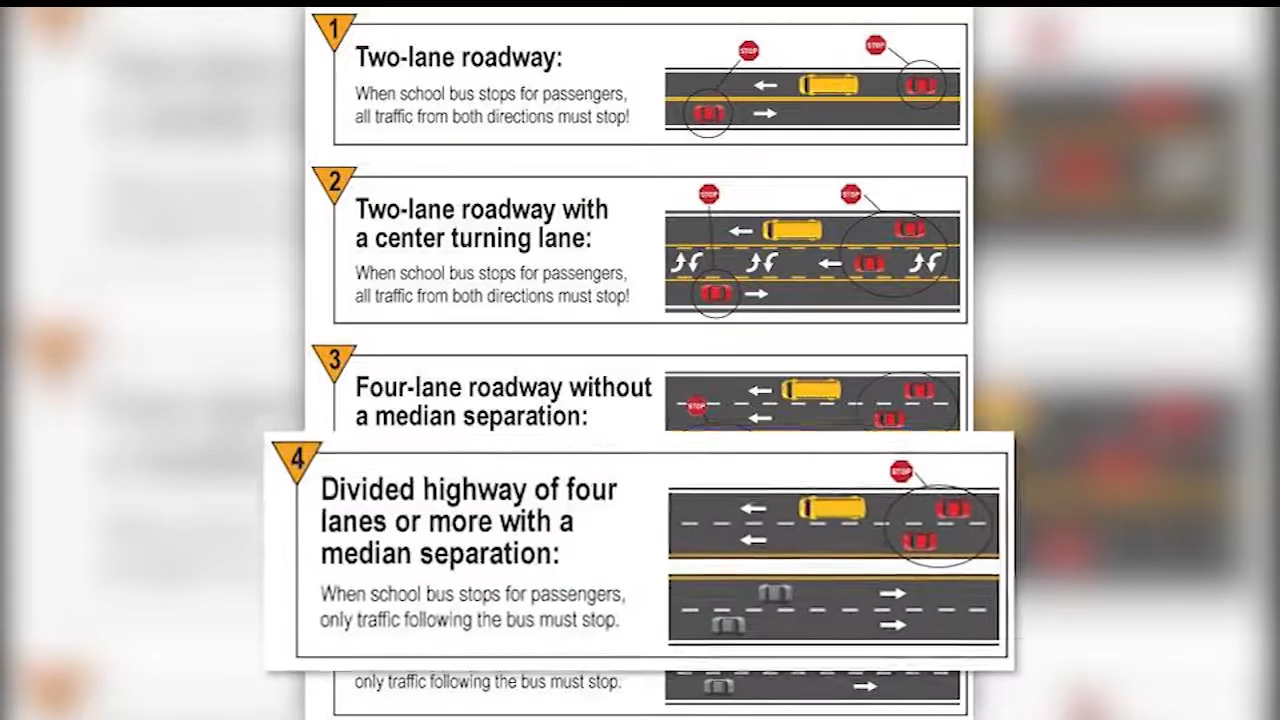 1
Two-lane roadway:
When school bus stops for passengers,
all traffic from both directions must stop!
STOP
STOP
2
Two-lane roadway with
a center turning lane:
When school bus stops for passengers,
all traffic from both directions must stop!
STOP
STOP
3
Four-lane roadway without
a median separation:
STOP
4
Divided highway of four
lanes or more with a
median separation:
When school bus stops for passengers,
only traffic following the bus must stop.
STOP
only traffic following the bus must stop.